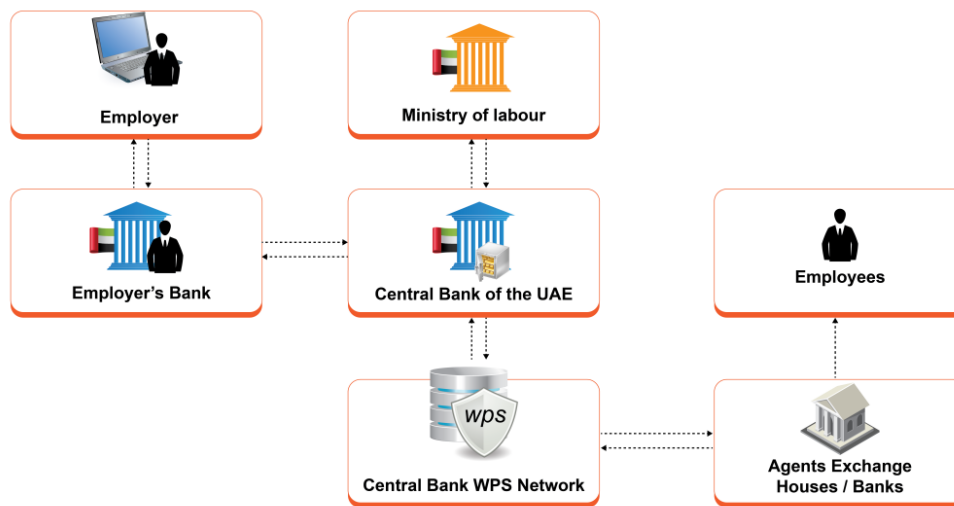 Employer
Ministry of labour
Employer's Bank
Central Bank of the UAE
Employees
wps
Central Bank WPS Network
Agents Exchange
Houses / Banks